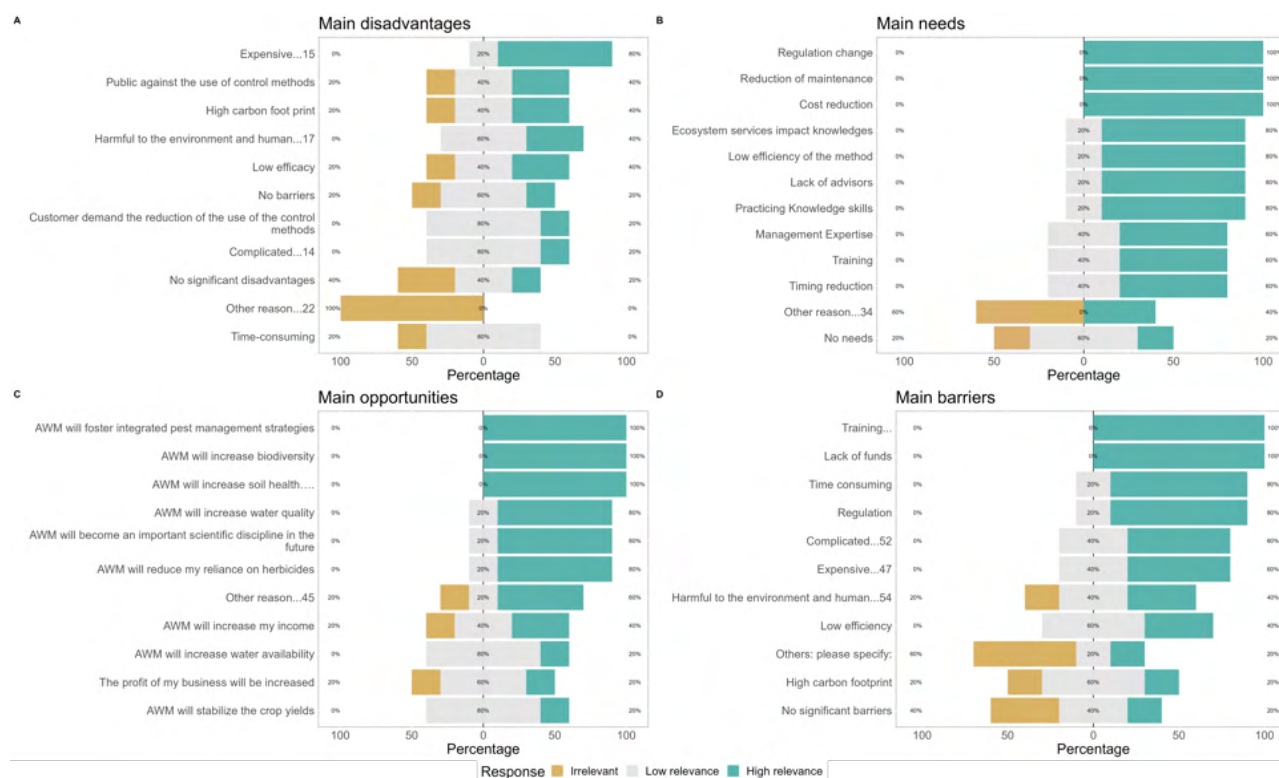 A Main disadvantages
Expensive...15 0% 20% 80%
Public against the use of control methods 20% 40% 40%
High carbon foot print 20% 40% 40%
Harmful to the environment and human...17 0% 60% 40%
Low efficacy 20% 40% 40%
No barriers 20% 60% 20%
Customer demand the reduction of the use of the control
methods 0% 80% 20%
Complicated...14 0% 80% 20%
No significant disadvantages 40% 40% 20%
Other reason...22 100% 0% 0%
Time-consuming 20% 80% 0%
100 50 0 50 100
Percentage
B Main needs
Regulation change 0% 0% 100%
Reduction of maintenance 0% 0% 100%
Cost reduction 0% 0% 100%
Ecosystem services impact knowledges 0% 20% 80%
Low efficiency of the method 0% 20% 80%
Lack of advisors 0% 20% 80%
Practicing Knowledge skills 0% 20% 80%
Management Expertise 0% 40% 60%
Training 0% 40% 60%
Timing reduction 0% 40% 60%
Other reason...34 60% 0% 40%
No needs 20% 60% 20%
100 50 0 50 100
Percentage
C Main opportunities
AWM will foster integrated pest management strategies 0% 0% 100%
AWM will increase biodiversity 0% 0% 100%
AWM will increase soil health.... 0% 0% 100%
AWM will increase water quality 0% 20% 80%
AWM will become an important scientific discipline in the
future 0% 20% 80%
AWM will reduce my reliance on herbicides 0% 20% 80%
Other reason...45 20% 20% 60%
AWM will increase my income 20% 40% 40%
AWM will increase water availability 0% 80% 20%
The profit of my business will be increased 20% 60% 20%
AWM will stabilize the crop yields 0% 80% 20%
100 50 0 50 100
Percentage
D Main barriers
Training... 0% 0% 100%
Lack of funds 0% 0% 100%
Time consuming 0% 20% 80%
Regulation 0% 20% 80%
Complicated...52 0% 40% 60%
Expensive...47 0% 40% 60%
Harmful to the environment and human...54 20% 40% 40%
Low efficiency 0% 60% 40%
Others: please specify: 60% 20% 20%
High carbon footprint 20% 60% 20%
No significant barriers 40% 40% 20%
100 50 0 50 100
Percentage
Response Irrelevant Low relevance High relevance